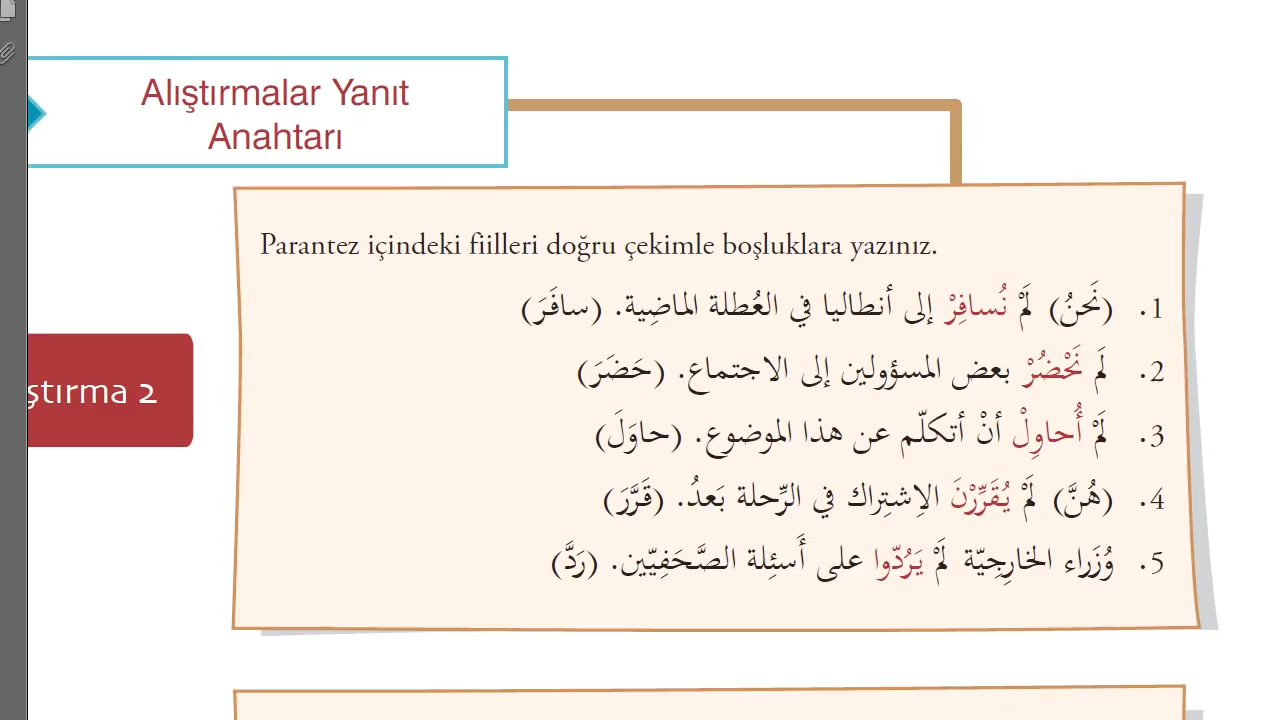 Alıştırmalar Yanıt
Anahtarı
Parantez içindeki fiilleri doğru çekimle boşluklara yazınız.
1. (نَحنُ) لَمْ نُسافِرْ إلى أنطاليا في العُطلة الماضِية. (سافَرَ)
2. لَم نَحْضُرْ بعض المسؤولين إلى الاجتماع. (حَضَرَ)
3. لَمْ أُحاوِلْ أنْ أتكلّم عن هذا الموضوع. (حاوَلَ)
4. (هُنَّ) لَمْ يُقَرِّرْنَ الاِشتِراك في الرِّحلة بَعدُ. (قَرَّرَ)
5. وُزَراء الخارِجِيّة لَمْ يَرُدّوا على أَسئِلة الصَّحَفِيّين. (رَدَّ)
ştırma 2